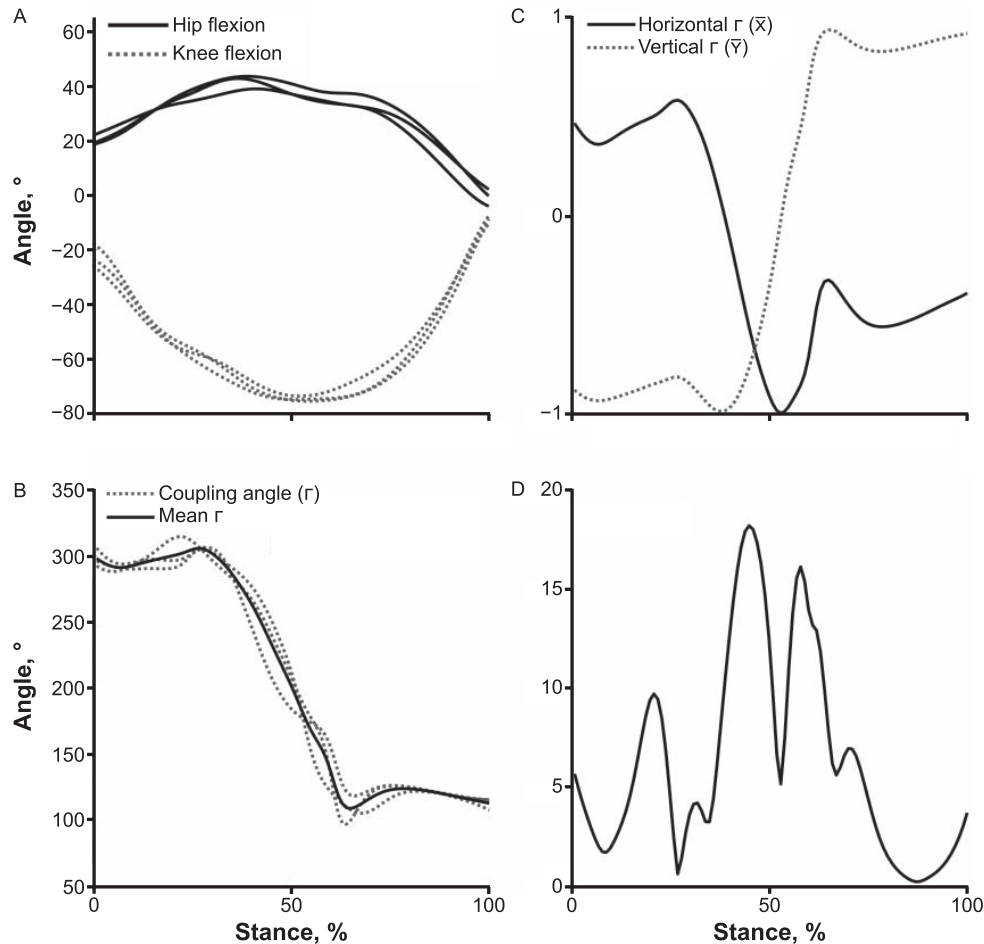 A
60
40
20
0
−20
−40
−60
−80
Angle, °
Hip flexion
Knee flexion
C
1
0
−1
Horizontal г (X̅)
Vertical г (Y̅)
B
350
300
250
200
150
100
50
Angle, °
Coupling angle (г)
Mean г
0
50
100
Stance, %
D
20
15
10
5
0
0
50
100
Stance, %